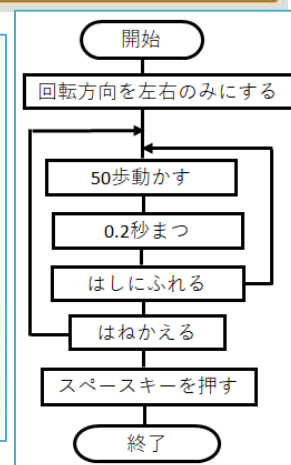 開始
回転方向を左右のみにする
50歩動かす
0.2秒まつ
はしにふれる
はねかえる
スペースキーを押す
終了